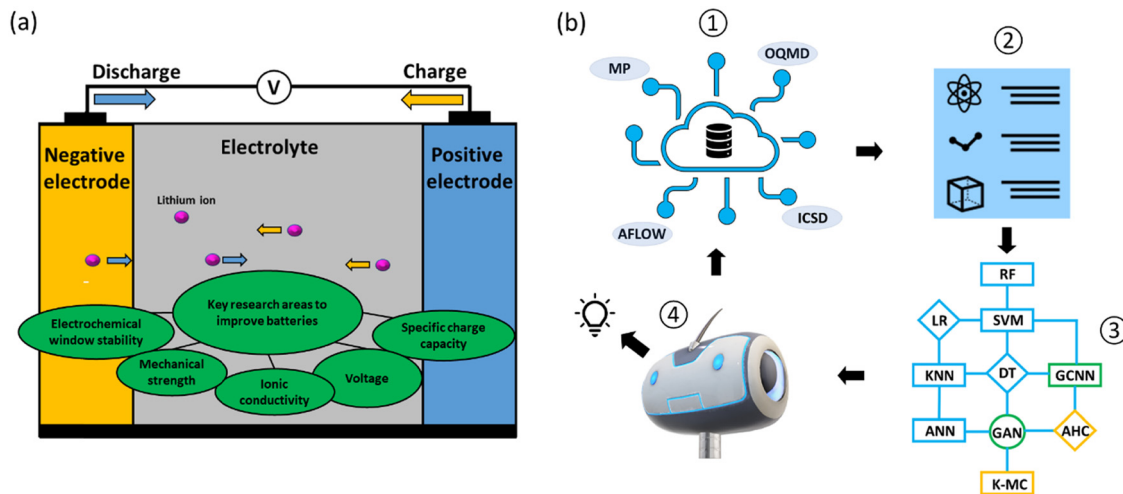 (a)
Discharge
V
Charge
Negative
electrode
Electrolyte
Positive
electrode
Lithium ion
Key research areas to
improve batteries
Electrochemical
window stability
Specific charge
capacity
Mechanical
strength
Voltage
Ionic
conductivity
(b)
1
MP
OQMD
AFLOW
ICSD
2
3
RF
LR
SVM
KNN
DT
GCNN
ANN
GAN
AHC
K-MC
4